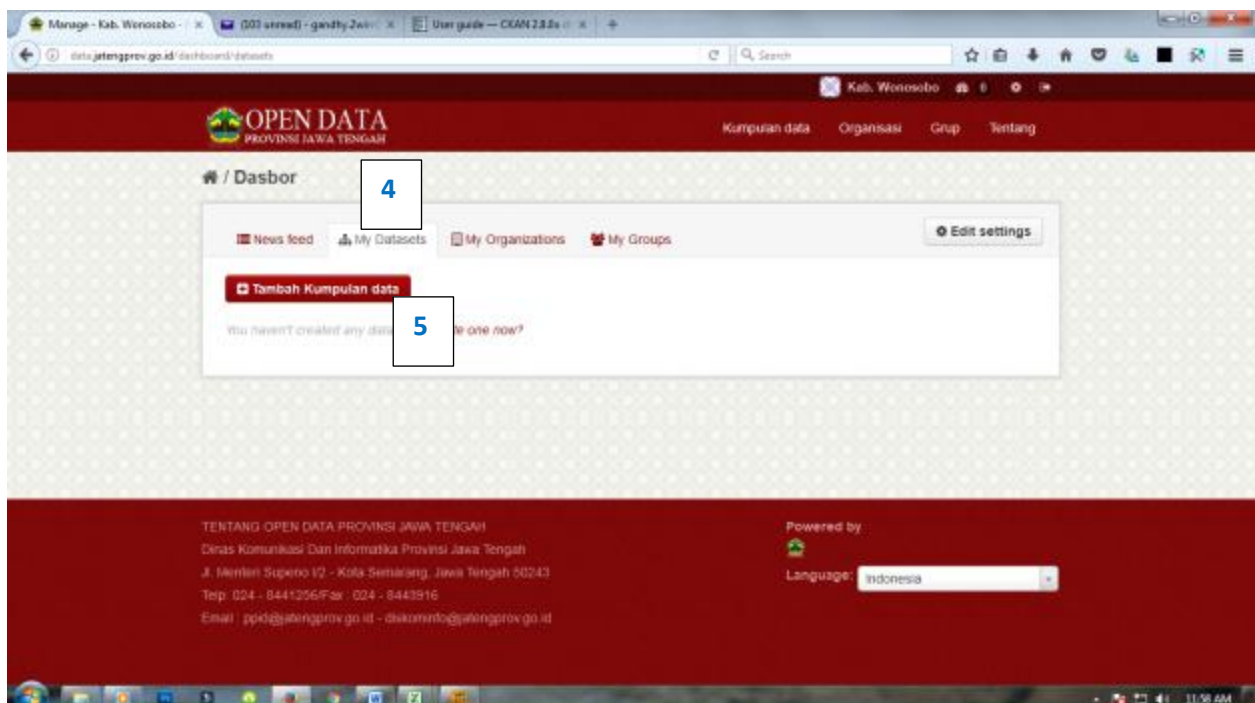 Manage - Kab. Wonosobo -
User guide — CKAN 2.8.0a
data.jatengprov.go.id/dashboard/datasets
Search
Kab. Wonosobo 0
OPEN DATA
PROVINSI JAWA TENGAH
Kumpulan data Organisasi Grup Tentang
/ Dasbor
4
News feed My Datasets My Organizations My Groups
Edit settings
Tambah Kumpulan data
You haven't created any
5
one now?
TENTANG OPEN DATA PROVINSI JAWA TENGAH
Dinas Komunikasi Dan Informatika Provinsi Jawa Tengah
Jl. Menteri Supeno I/2 - Kota Semarang, Jawa Tengah 50243
Telp: 024 - 8441256/Fax : 024 - 8443916
Email : ppid@jatengprov.go.id - diskominfo@jatengprov.go.id
Powered by
Language: Indonesia
11:58 AM